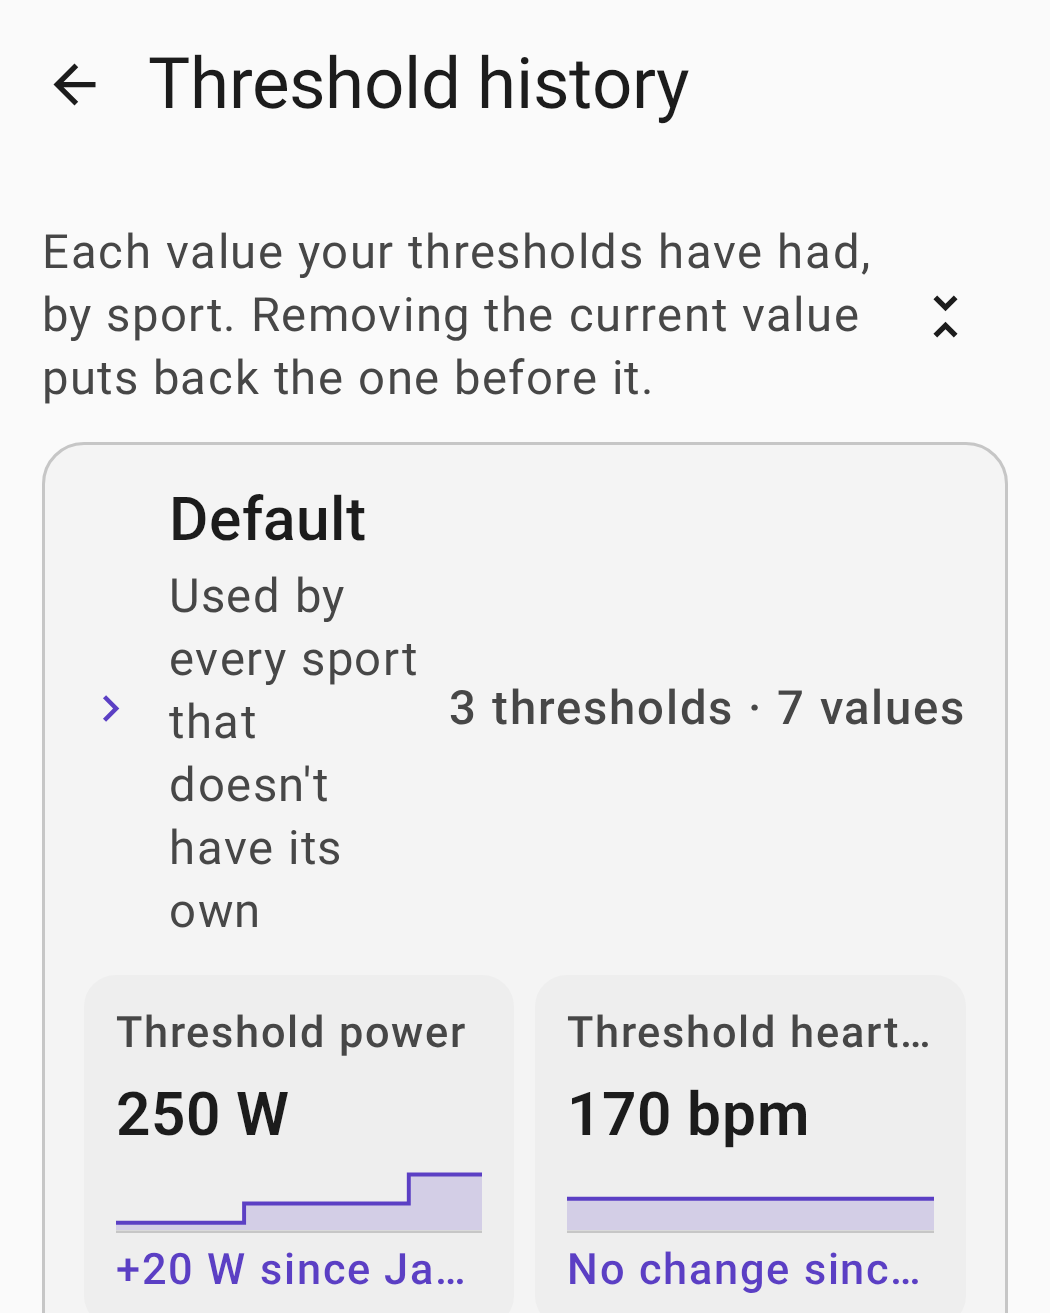 Threshold history
Each value your thresholds have had,
by sport. Removing the current value
puts back the one before it.
Default
Used by
every sport
that
doesn't
have its
own
3 thresholds · 7 values
Threshold power
250 W
+20 W since Ja…
Threshold heart…
170 bpm
No change sinc…